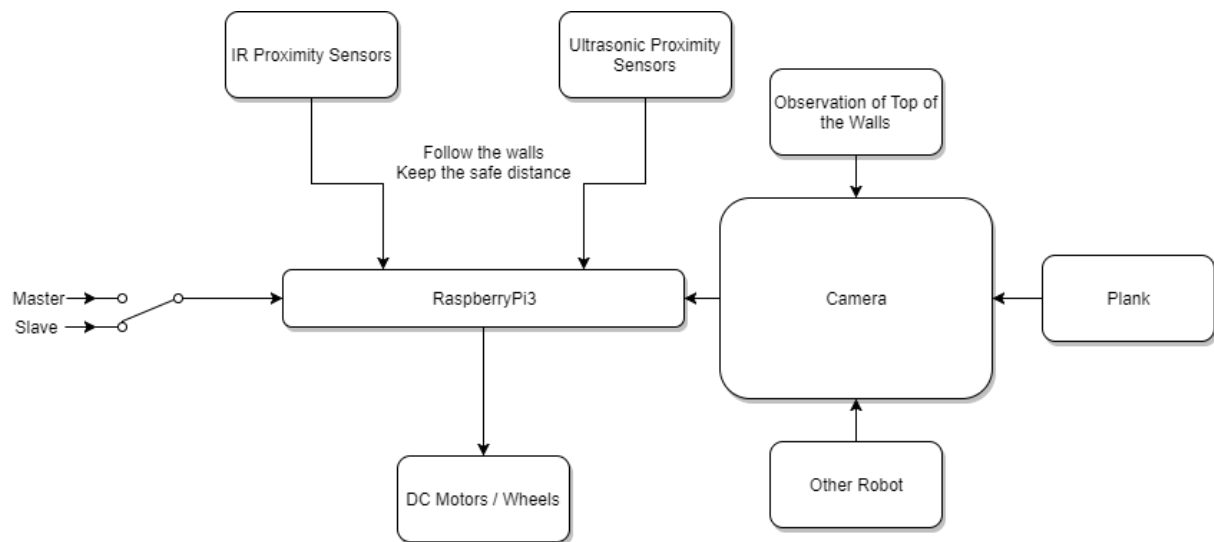 IR Proximity Sensors
Ultrasonic Proximity
Sensors
Observation of Top of
the Walls
Follow the walls
Keep the safe distance
Master
Slave
RaspberryPi3
Camera
Plank
DC Motors / Wheels
Other Robot